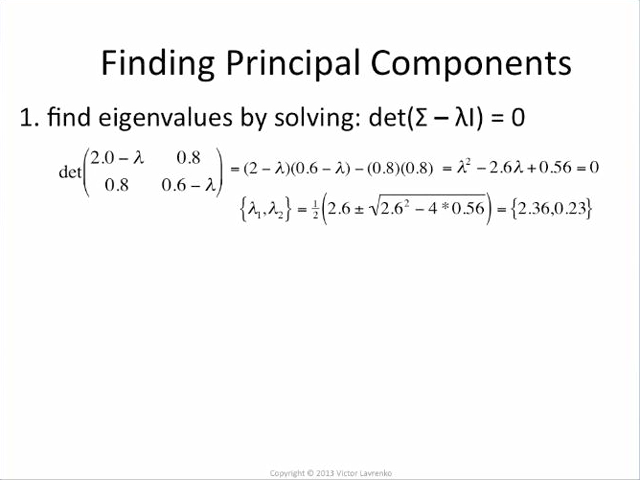 Finding Principal Components
1. find eigenvalues by solving: det(Σ – λI) = 0
det(2.0 − λ 0.8
0.8 0.6 − λ) = (2 − λ)(0.6 − λ) − (0.8)(0.8) = λ² − 2.6λ + 0.56 = 0
{λ₁,λ₂} = ½(2.6 ± √2.6² − 4 * 0.56) = {2.36,0.23}
Copyright © 2013 Victor Lavrenko